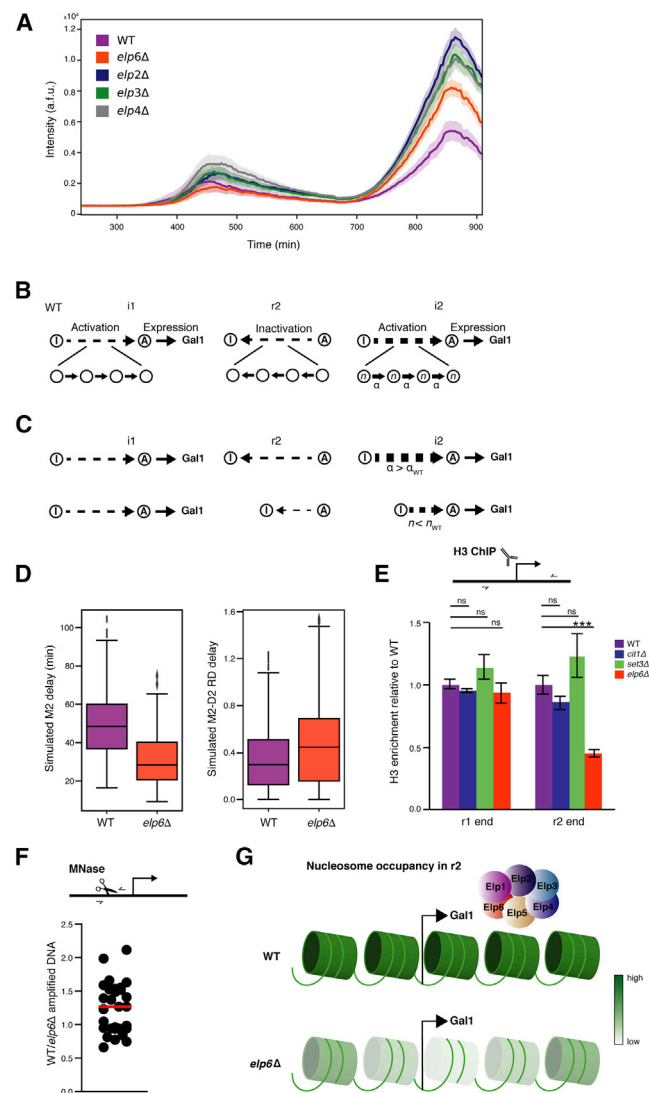 A
x10⁴
1.2
1.0
0.8
0.6
0.4
0.2
0
Intensity (a.f.u.)
WT
elp6Δ
elp2Δ
elp3Δ
elp4Δ
300 400 500 600 700 800 900
Time (min)
B
WT i1 r2 i2
Activation Expression Inactivation Activation Expression
I A Gal1 I A I A Gal1
n n n n
α α α
C
i1 r2 i2
I A Gal1 I A I A Gal1
α > αWT
I A Gal1 I A I A Gal1
n < nWT
D
Simulated M2 delay (min)
100
80
60
40
20
WT elp6Δ
Simulated M2-D2 RD delay
1.6
1.2
0.8
0.4
0.0
WT elp6Δ
E
H3 ChIP
ns ns
ns ns
ns ***
H3 enrichment relative to WT
1.5
1.0
0.5
0.0
WT
cit1Δ
set3Δ
elp6Δ
r1 end r2 end
F
MNase
WT/elp6Δ amplified DNA
2.5
2.0
1.5
1.0
0.5
0.0
G
Nucleosome occupancy in r2
Elp1 Elp2 Elp3
Elp6 Elp5 Elp4
Gal1
WT
high
low
Gal1
elp6Δ